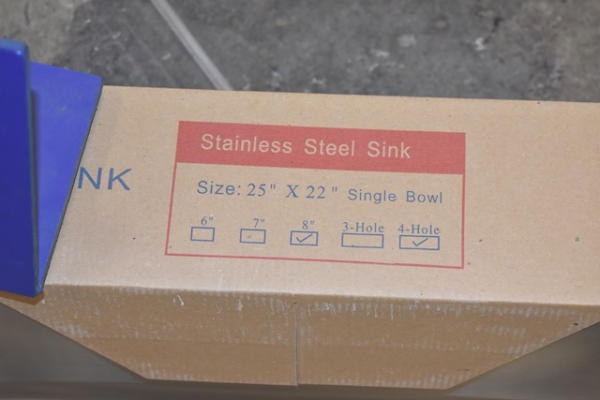 Stainless Steel Sink
NK
Size: 25" X 22" Single Bowl
6" 7" 8" 3-Hole 4-Hole